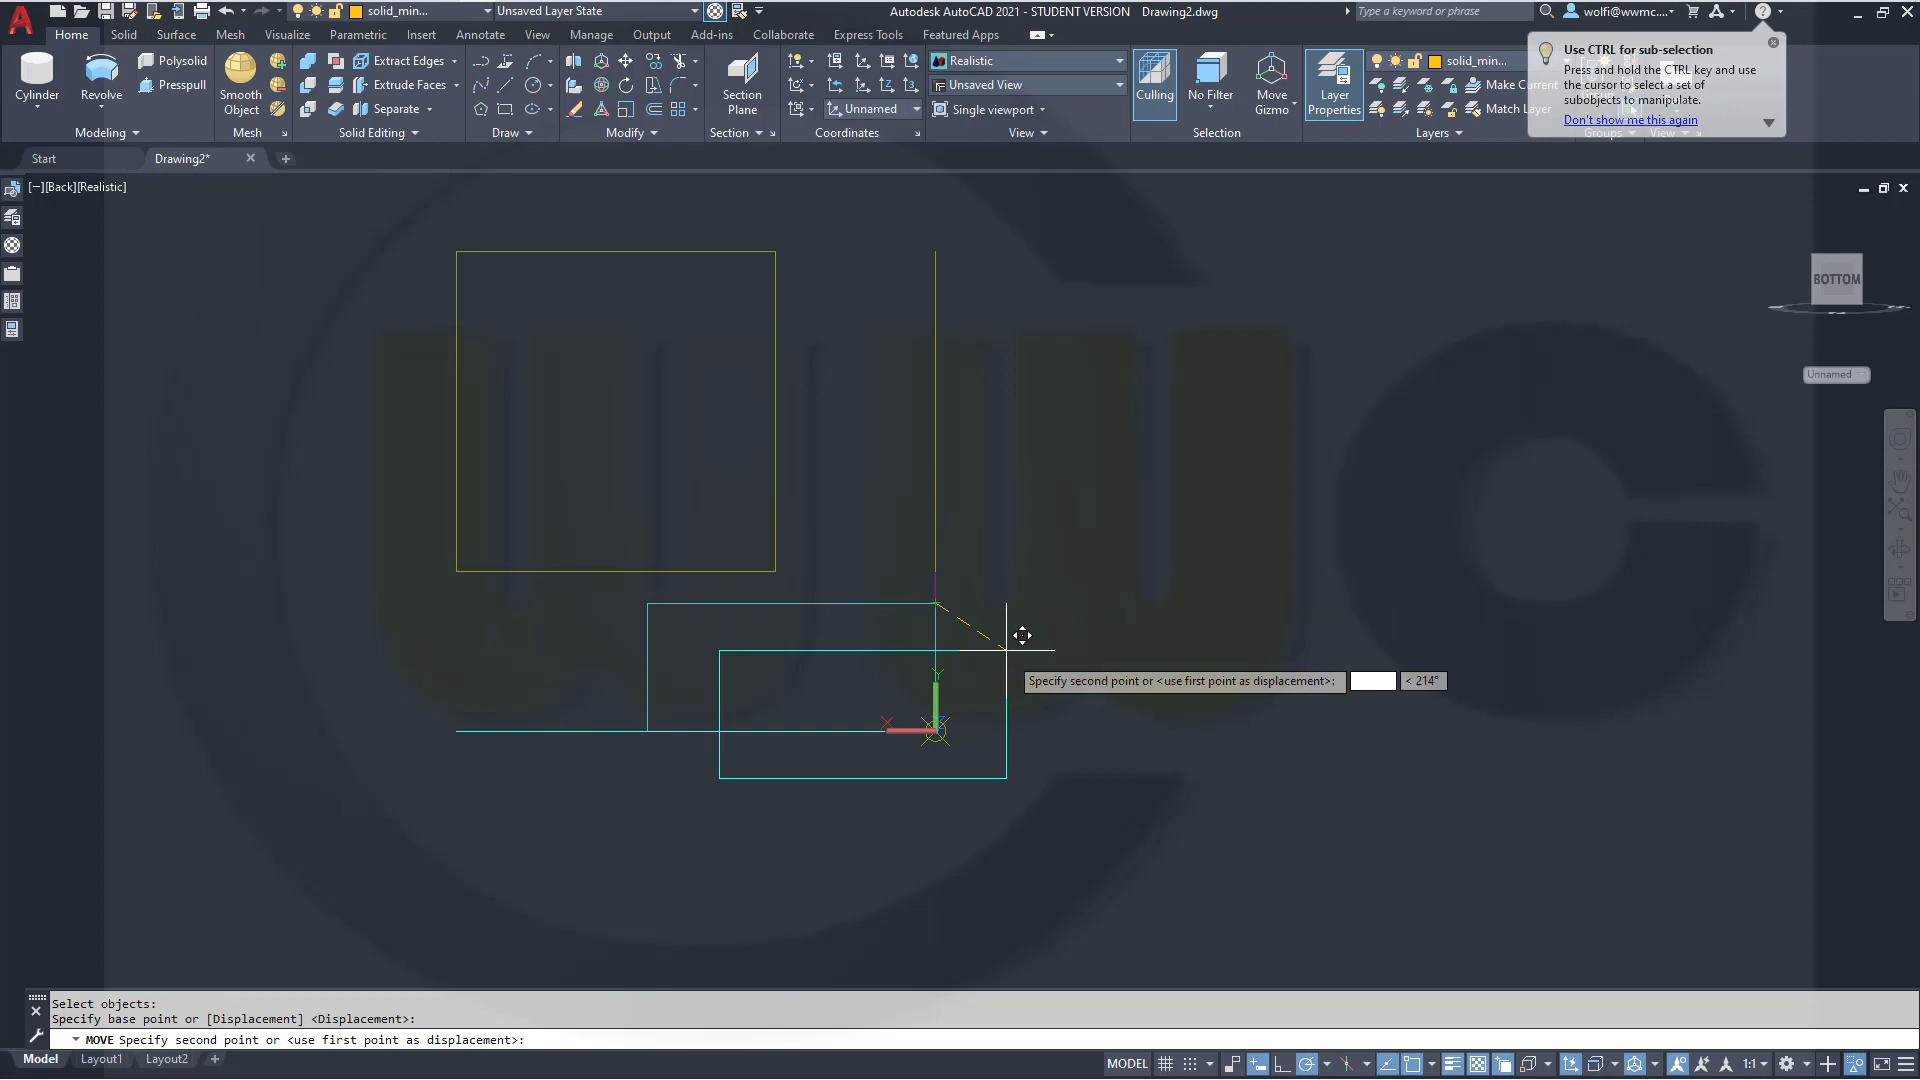 solid_min...
Unsaved Layer State
Autodesk AutoCAD 2021 - STUDENT VERSION Drawing2.dwg
Type a keyword or phrase
wolfi@wwmc....
Home Solid Surface Mesh Visualize Parametric Insert Annotate View Manage Output Add-ins Collaborate Express Tools Featured Apps
Use CTRL for sub-selection
Press and hold the CTRL key and use
the cursor to select a set of
subobjects to manipulate.
Don't show me this again
Polysolid
Presspull
Cylinder
Revolve
Smooth
Object
Extract Edges
Extrude Faces
Separate
Section
Plane
Unnamed
Realistic
Unsaved View
Single viewport
Culling
No Filter
Move
Gizmo
Layer
Properties
solid_min...
Make Current
Match Layer
Modeling
Mesh
Solid Editing
Draw
Modify
Section
Coordinates
View
Selection
Layers
Groups
View
Start
Drawing2*
[−][Back][Realistic]
BOTTOM
Unnamed
wwc
Y
X
Z
Specify second point or <use first point as displacement>:
< 214°
Select objects:
Specify base point or [Displacement] <Displacement>:
MOVE Specify second point or <use first point as displacement>:
Model Layout1 Layout2
MODEL
1:1